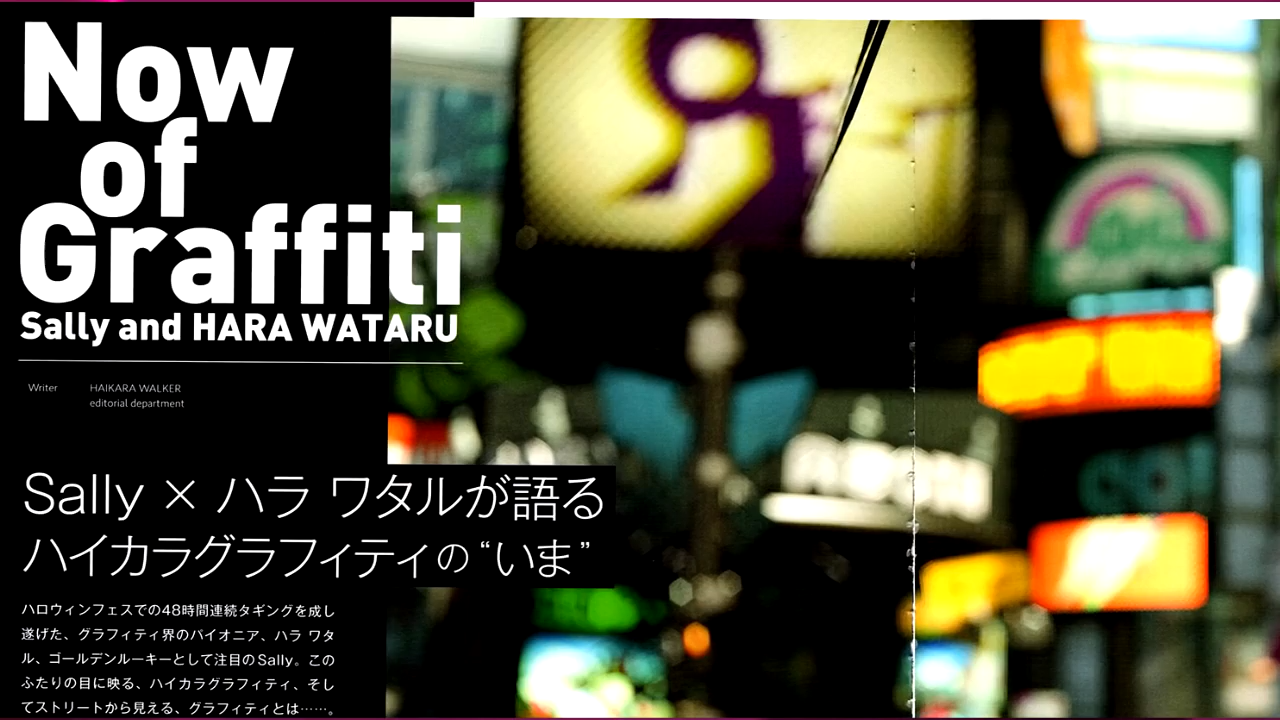 Now
of
Graffiti
Sally and HARA WATARU
Writer HAIKARA WALKER
editorial department
Sally × ハラ ワタルが語る
ハイカラグラフィティの“いま”
ハロウィンフェスでの48時間連続タギングを成し
遂げた、グラフィティ界のパイオニア、ハラ ワタ
ル、ゴールデンルーキーとして注目のSally。この
ふたりの目に映る、ハイカラグラフィティ、そし
てストリートから見える、グラフィティとは……。